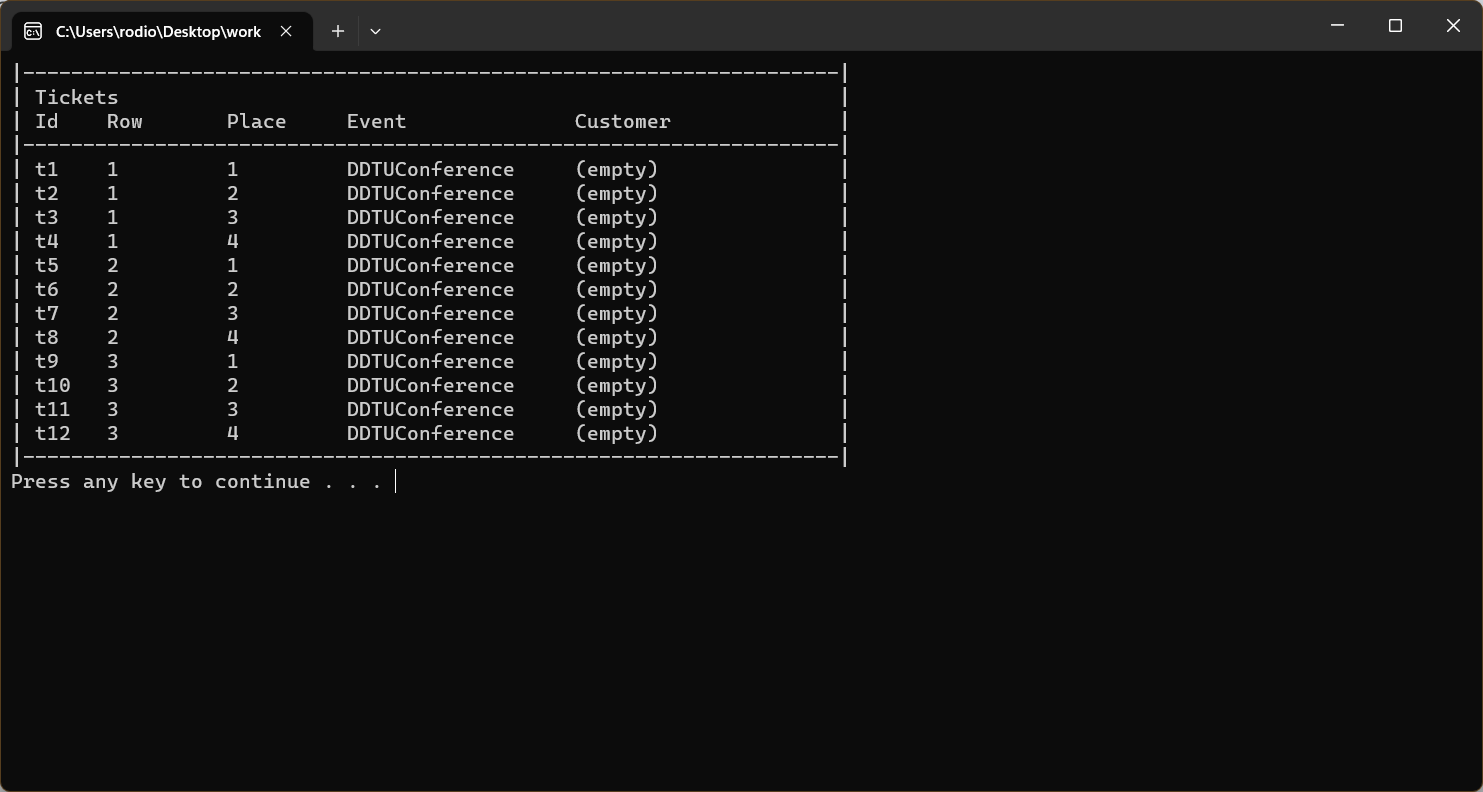 C:\Users\rodio\Desktop\work
|--------------------------------------------------------------------|
| Tickets                                                            |
| Id    Row       Place     Event              Customer              |
|--------------------------------------------------------------------|
| t1    1         1         DDTUConference     (empty)               |
| t2    1         2         DDTUConference     (empty)               |
| t3    1         3         DDTUConference     (empty)               |
| t4    1         4         DDTUConference     (empty)               |
| t5    2         1         DDTUConference     (empty)               |
| t6    2         2         DDTUConference     (empty)               |
| t7    2         3         DDTUConference     (empty)               |
| t8    2         4         DDTUConference     (empty)               |
| t9    3         1         DDTUConference     (empty)               |
| t10   3         2         DDTUConference     (empty)               |
| t11   3         3         DDTUConference     (empty)               |
| t12   3         4         DDTUConference     (empty)               |
|--------------------------------------------------------------------|
Press any key to continue . . .